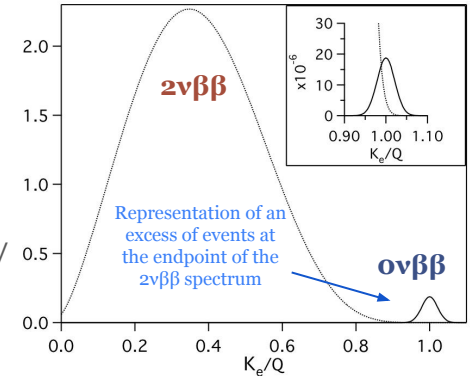 2.0
1.5
1.0
0.5
0.0
0.0 0.2 0.4 0.6 0.8 1.0
Ke/Q
2νββ
0νββ
Representation of an
excess of events at
the endpoint of the
2νββ spectrum
30
20
10
0
x10-6
0.90 1.00 1.10
Ke/Q